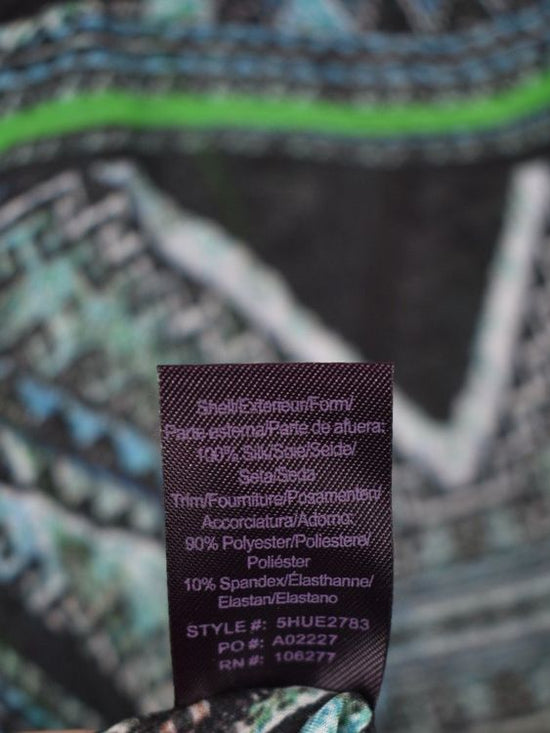 Shell/Exterieur/Form/
Parte esterna/Parte de afuera:
100% Silk/Soie/Seide/
Seta/Seda
Trim/Fourniture/Posamenten/
Accorciatura/Adorno:
90% Polyester/Poliestere/
Poliéster
10% Spandex/Élasthanne/
Elastan/Elastano
STYLE #: 5HUE2783
PO #: A02227
RN #: 106277